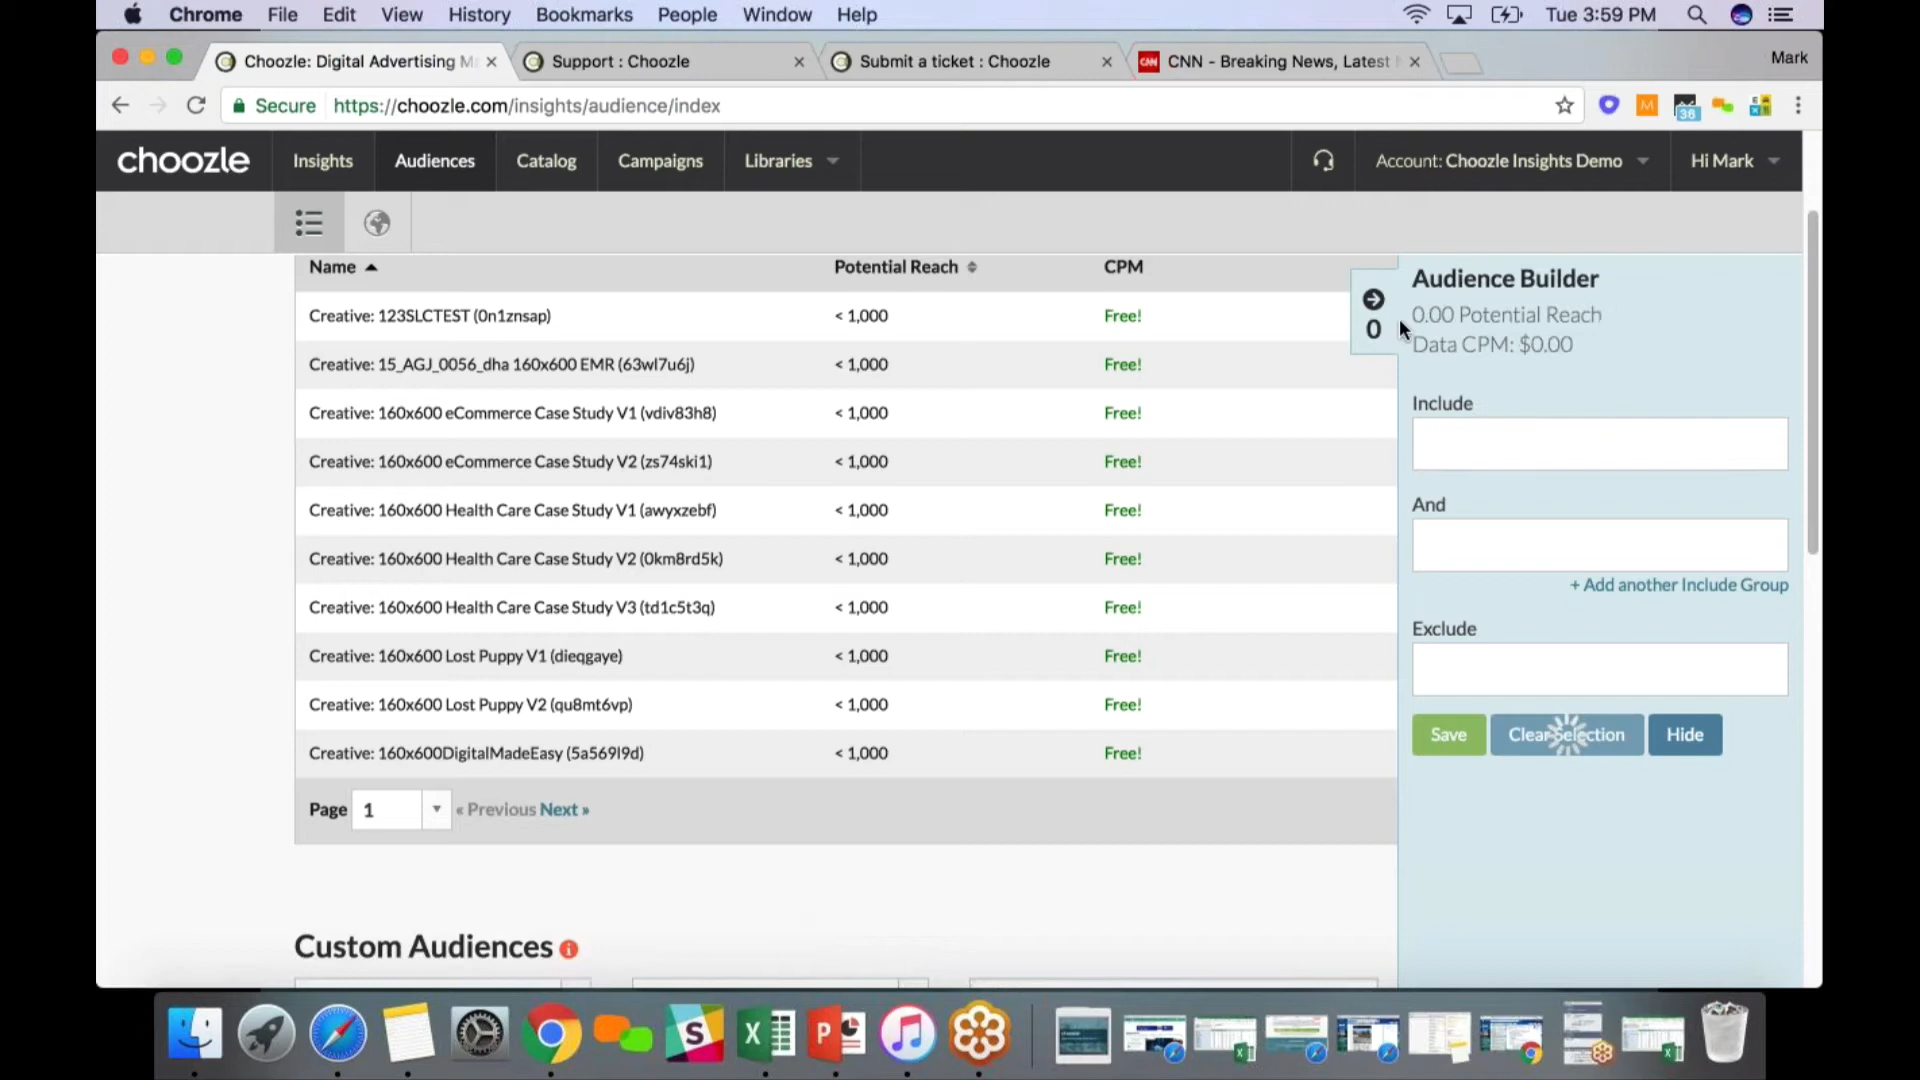 Chrome File Edit View History Bookmarks People Window Help Tue 3:59 PM
Choozle: Digital Advertising Ma Support : Choozle Submit a ticket : Choozle CNN CNN - Breaking News, Latest Mark
Secure https://choozle.com/insights/audience/index M 36
choozle Insights Audiences Catalog Campaigns Libraries Account: Choozle Insights Demo Hi Mark
Name Potential Reach CPM
Creative: 123SLCTEST (0n1znsap) < 1,000 Free!
Creative: 15_AGJ_0056_dha 160x600 EMR (63wl7u6j) < 1,000 Free!
Creative: 160x600 eCommerce Case Study V1 (vdiv83h8) < 1,000 Free!
Creative: 160x600 eCommerce Case Study V2 (zs74ski1) < 1,000 Free!
Creative: 160x600 Health Care Case Study V1 (awyxzebf) < 1,000 Free!
Creative: 160x600 Health Care Case Study V2 (0km8rd5k) < 1,000 Free!
Creative: 160x600 Health Care Case Study V3 (td1c5t3q) < 1,000 Free!
Creative: 160x600 Lost Puppy V1 (dieqgaye) < 1,000 Free!
Creative: 160x600 Lost Puppy V2 (qu8mt6vp) < 1,000 Free!
Creative: 160x600DigitalMadeEasy (5a569l9d) < 1,000 Free!
Page 1 « Previous Next »
Custom Audiences
0
Audience Builder
0.00 Potential Reach
Data CPM: $0.00
Include
And
+ Add another Include Group
Exclude
Save Clear Selection Hide